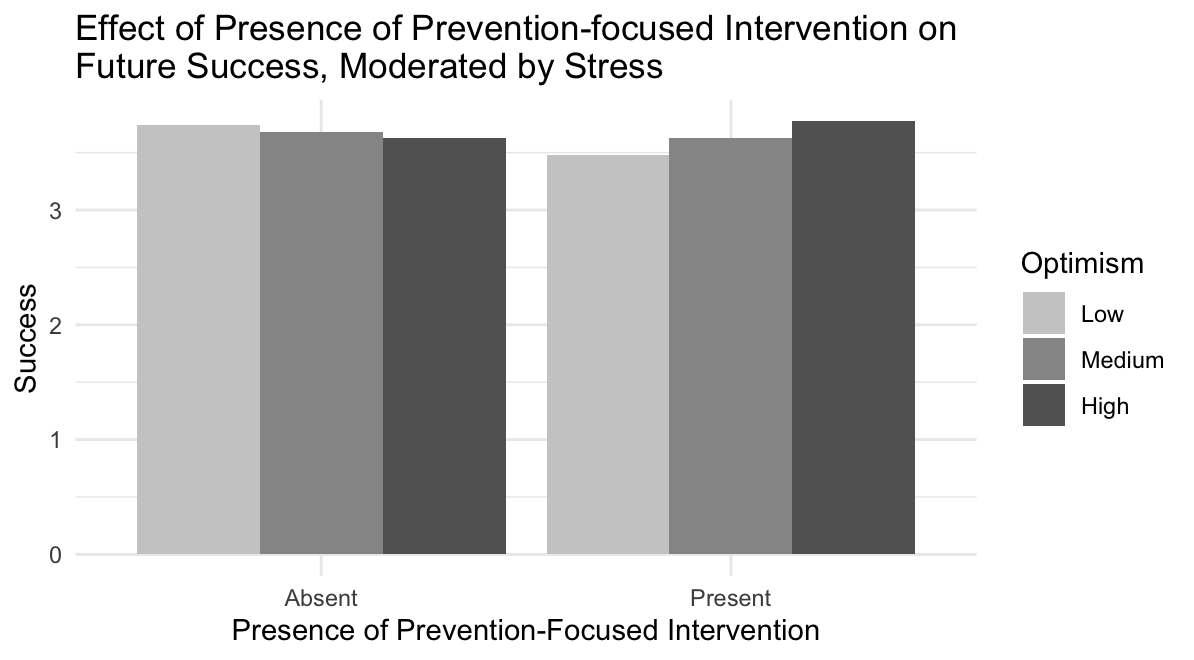 Effect of Presence of Prevention-focused Intervention on
Future Success, Moderated by Stress
Success
3
2
1
0
Absent
Present
Presence of Prevention-Focused Intervention
Optimism
Low
Medium
High